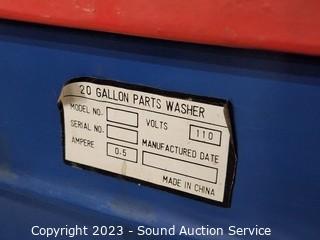 20 GALLON PARTS WASHER
MODEL NO.
VOLTS 110
SERIAL NO.
MANUFACTURED DATE
AMPERE 0.5
MADE IN CHINA
Copyright 2023 - Sound Auction Service